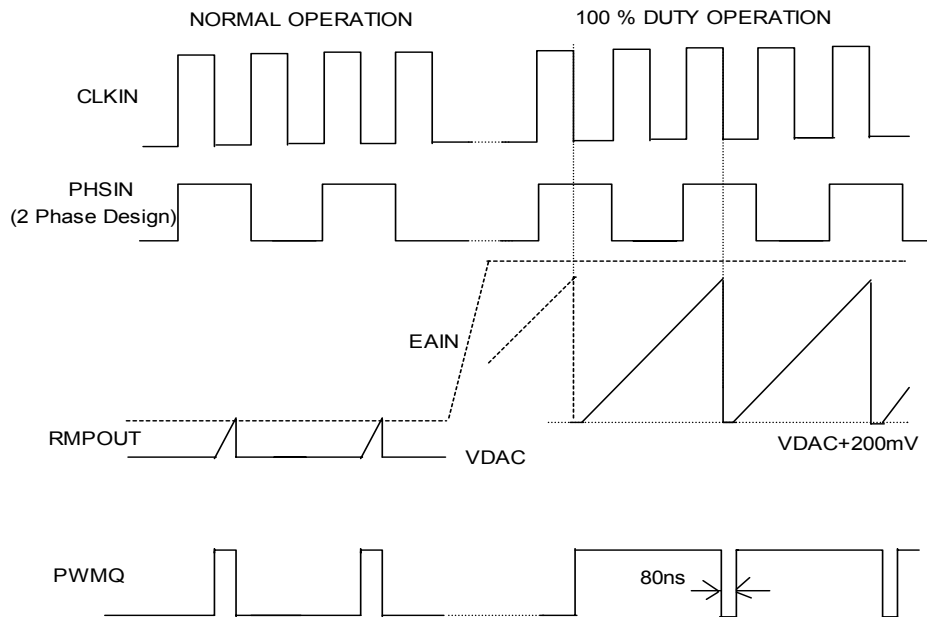 NORMAL OPERATION
100 % DUTY OPERATION
CLKIN
PHSIN
(2 Phase Design)
EAIN
RMPOUT
VDAC
VDAC+200mV
PWMQ
80ns